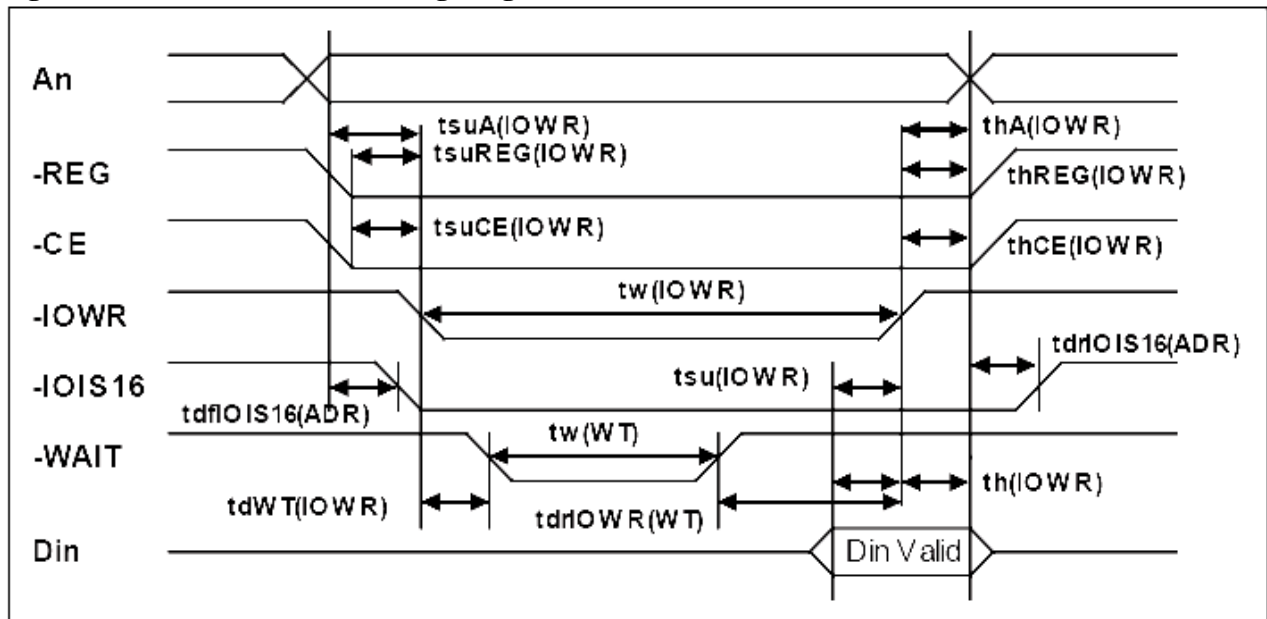 An
tsuA(IOWR)
thA(IOWR)
tsuREG(IOWR)
-REG
thREG(IOWR)
tsuCE(IOWR)
-CE
thCE(IOWR)
tw(IOWR)
-IOWR
tdrIOIS16(ADR)
tsu(IOWR)
-IOIS16
tdfIOIS16(ADR)
tw(WT)
-WAIT
th(IOWR)
tdWT(IOWR)
tdrIOWR(WT)
Din
Din Valid